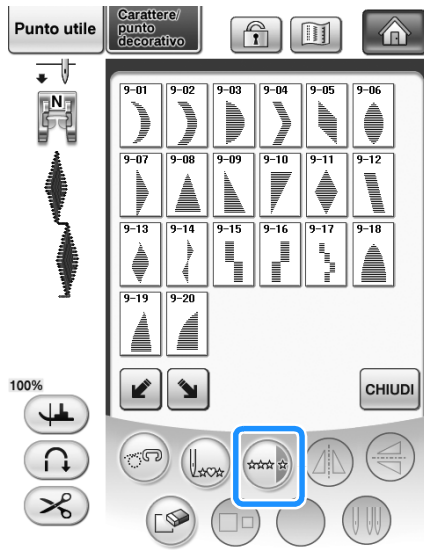 Punto utile
Carattere/
punto
decorativo
N
9-01 9-02 9-03 9-04 9-05 9-06
9-07 9-08 9-09 9-10 9-11 9-12
9-13 9-14 9-15 9-16 9-17 9-18
9-19 9-20
100%
CHIUDI